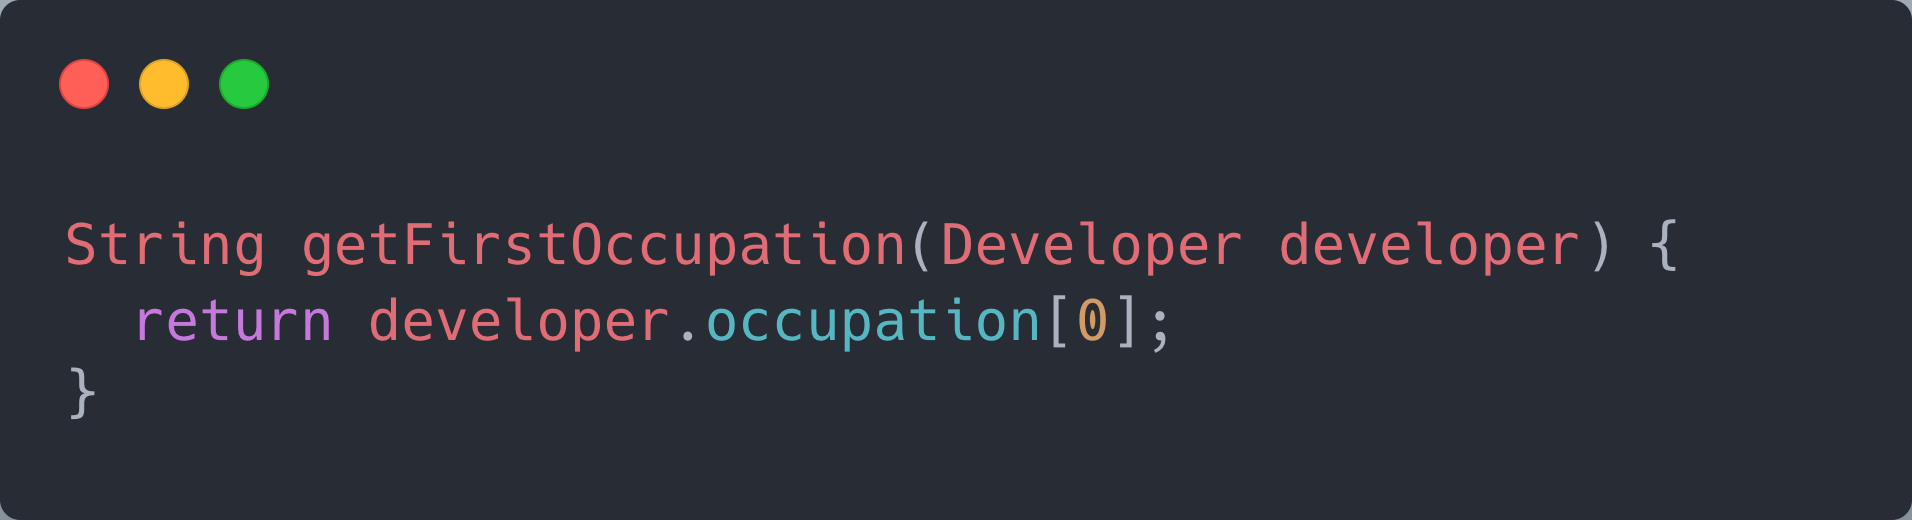 String getFirstOccupation(Developer developer) {
  return developer.occupation[0];
}